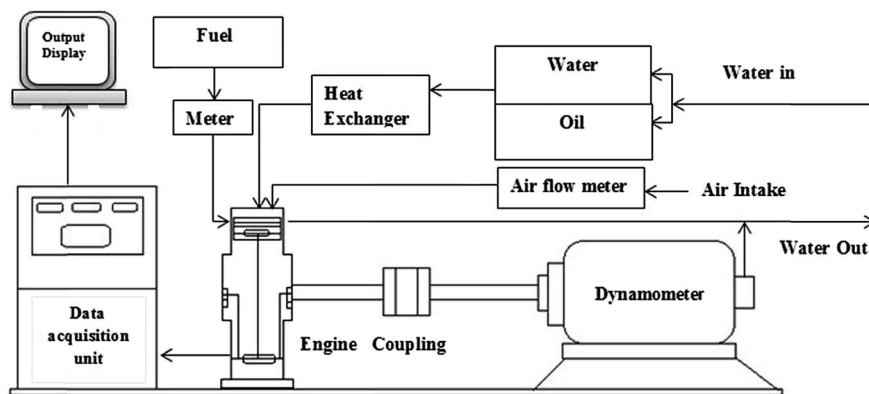 Output
Display
Fuel
Meter
Heat
Exchanger
Water
Oil
Water in
Air flow meter
Air Intake
Water Out
Dynamometer
Engine Coupling
Data
acquisition
unit